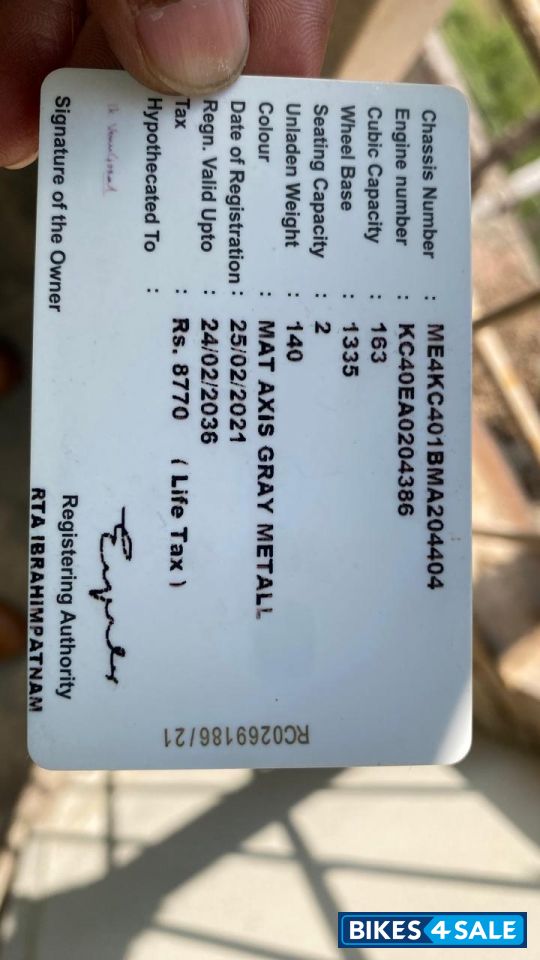 Chassis Number : ME4KC401BMA204404
Engine number : KC40EA0204386
Cubic Capacity : 163
Wheel Base : 1335
Seating Capacity : 2
Unladen Weight : 140
Colour : MAT AXIS GRAY METALL
Date of Registration : 25/02/2021
Regn. Valid Upto : 24/02/2036
Tax : Rs. 8770 ( Life Tax )
Hypothecated To :
Signature of the Owner
Registering Authority
RTA IBRAHIMPATNAM
RC0269186/21
BIKES4SALE